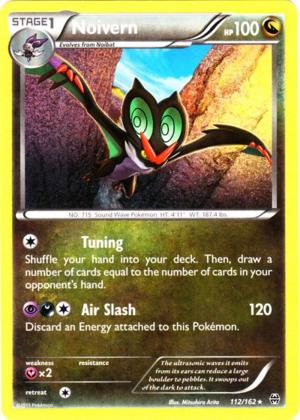 STAGE 1
Noivern
HP 100
Evolves from Noibat
NO. 715 Sound Wave Pokémon HT: 4'11" WT: 187.4 lbs.
Tuning
Shuffle your hand into your deck. Then, draw a
number of cards equal to the number of cards in your
opponent's hand.
Air Slash 120
Discard an Energy attached to this Pokémon.
weakness resistance
×2
retreat
The ultrasonic waves it emits
from its ears can reduce a large
boulder to pebbles. It swoops out
of the dark to attack.
Illus. Mitsuhiro Arita
112/162 ★